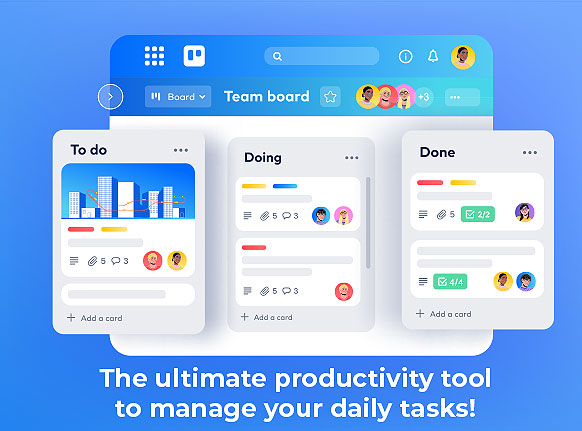 Board
Team board
+3
To do
5
3
Add a card
Doing
5
3
5
3
Add a card
Done
5
2/2
4/4
Add a card
The ultimate productivity tool
to manage your daily tasks!